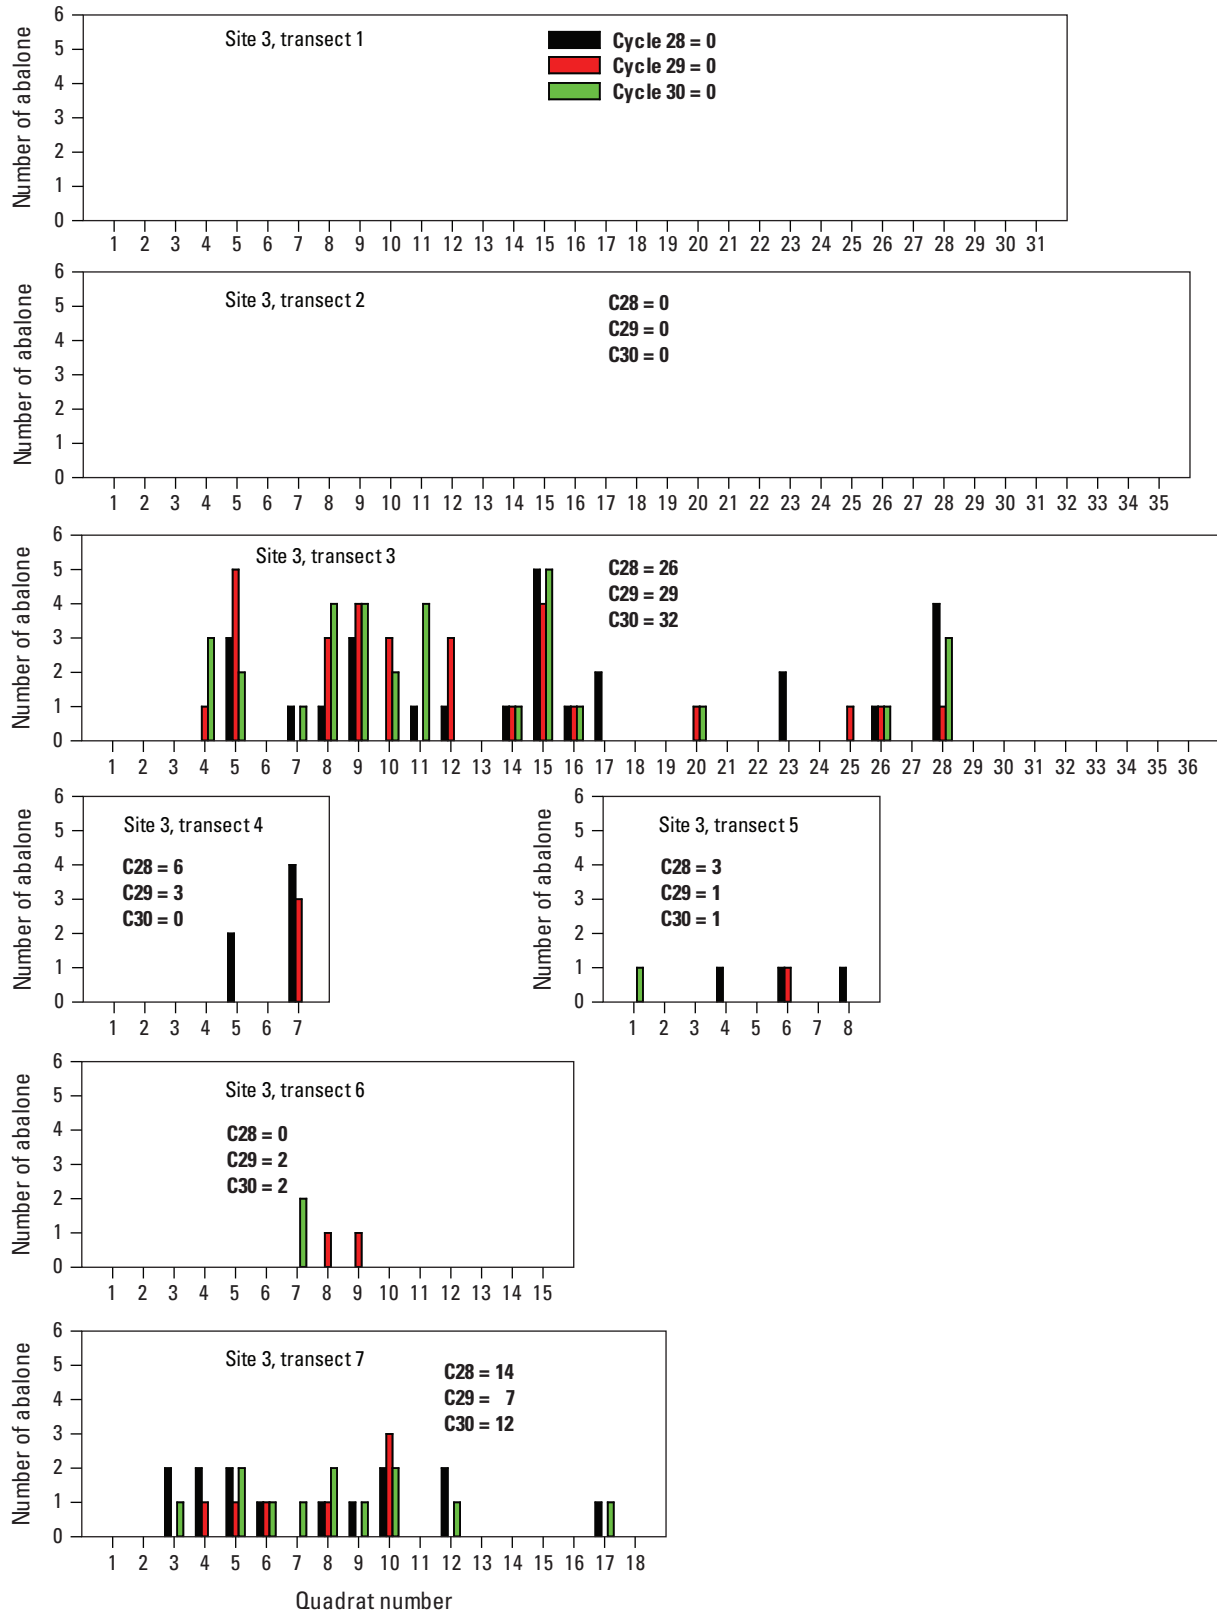 Number of abalone
6
5
4
3
2
1
0
Site 3, transect 1
Cycle 28 = 0
Cycle 29 = 0
Cycle 30 = 0
1 2 3 4 5 6 7 8 9 10 11 12 13 14 15 16 17 18 19 20 21 22 23 24 25 26 27 28 29 30 31
Number of abalone
6
5
4
3
2
1
0
Site 3, transect 2
C28 = 0
C29 = 0
C30 = 0
1 2 3 4 5 6 7 8 9 10 11 12 13 14 15 16 17 18 19 20 21 22 23 24 25 26 27 28 29 30 31 32 33 34 35
Number of abalone
6
5
4
3
2
1
0
Site 3, transect 3
C28 = 26
C29 = 29
C30 = 32
1 2 3 4 5 6 7 8 9 10 11 12 13 14 15 16 17 18 19 20 21 22 23 24 25 26 27 28 29 30 31 32 33 34 35 36
Number of abalone
6
5
4
3
2
1
0
Site 3, transect 4
C28 = 6
C29 = 3
C30 = 0
1 2 3 4 5 6 7
Number of abalone
6
5
4
3
2
1
0
Site 3, transect 5
C28 = 3
C29 = 1
C30 = 1
1 2 3 4 5 6 7 8
Number of abalone
6
5
4
3
2
1
0
Site 3, transect 6
C28 = 0
C29 = 2
C30 = 2
1 2 3 4 5 6 7 8 9 10 11 12 13 14 15
Number of abalone
6
5
4
3
2
1
0
Site 3, transect 7
C28 = 14
C29 = 7
C30 = 12
1 2 3 4 5 6 7 8 9 10 11 12 13 14 15 16 17 18
Quadrat number